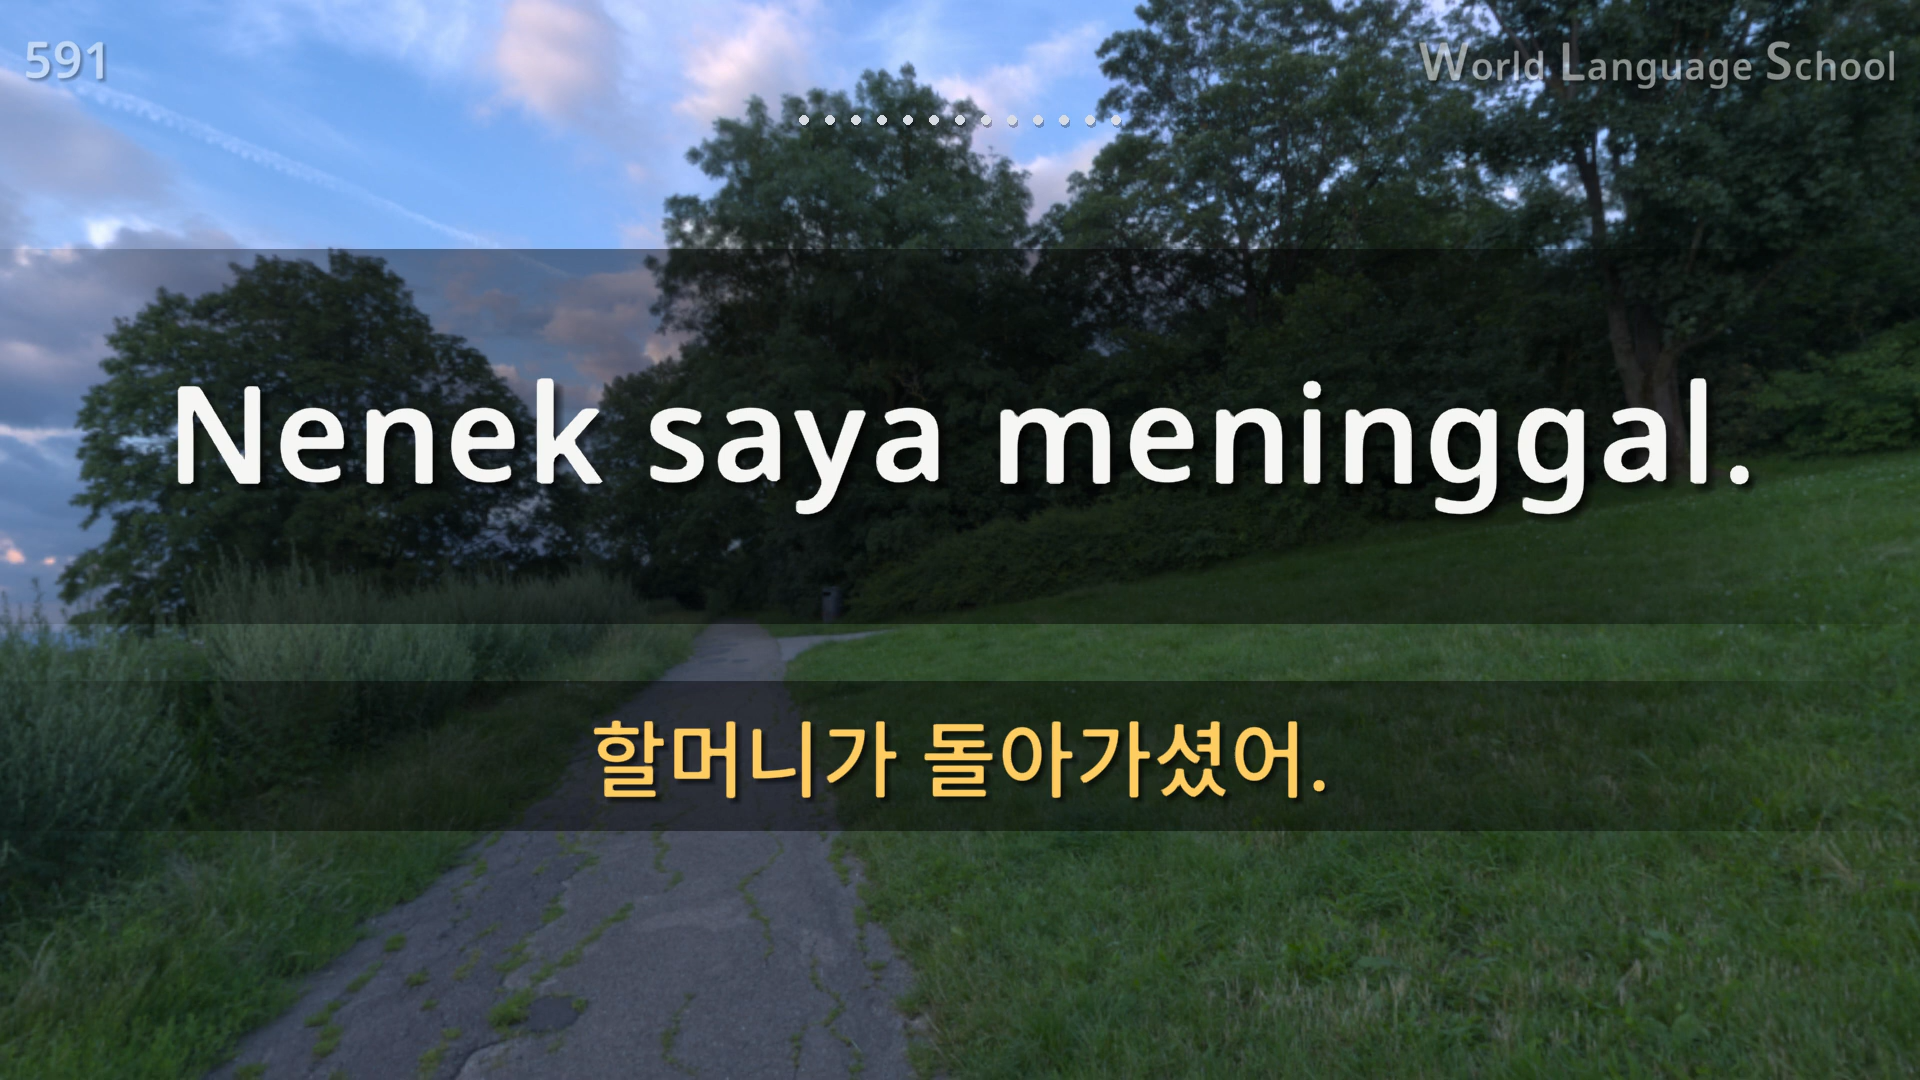 591
World Language School
Nenek saya meninggal.
할머니가 돌아가셨어.